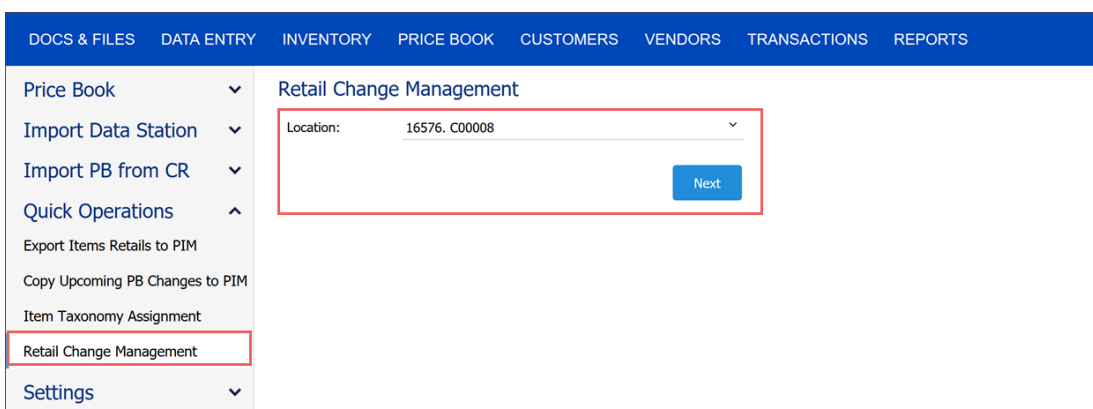 DOCS & FILES DATA ENTRY INVENTORY PRICE BOOK CUSTOMERS VENDORS TRANSACTIONS REPORTS
Price Book
Import Data Station
Import PB from CR
Quick Operations
Export Items Retails to PIM
Copy Upcoming PB Changes to PIM
Item Taxonomy Assignment
Retail Change Management
Settings
Retail Change Management
Location: 16576. C00008
Next